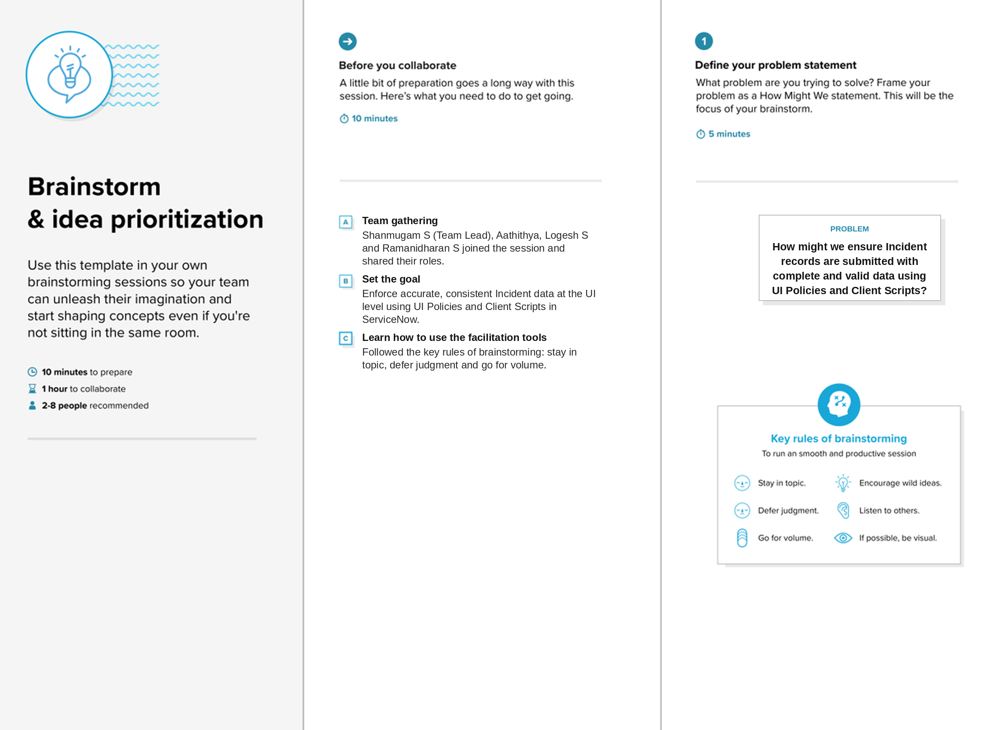 Brainstorm
& idea prioritization
Use this template in your own
brainstorming sessions so your team
can unleash their imagination and
start shaping concepts even if you're
not sitting in the same room.
10 minutes to prepare
1 hour to collaborate
2-8 people recommended
Before you collaborate
A little bit of preparation goes a long way with this
session. Here’s what you need to do to get going.
10 minutes
A
Team gathering
Shanmugam S (Team Lead), Aathithya, Logesh S
and Ramanidharan S joined the session and
shared their roles.
B
Set the goal
Enforce accurate, consistent Incident data at the UI
level using UI Policies and Client Scripts in
ServiceNow.
C
Learn how to use the facilitation tools
Followed the key rules of brainstorming: stay in
topic, defer judgment and go for volume.
1
Define your problem statement
What problem are you trying to solve? Frame your
problem as a How Might We statement. This will be the
focus of your brainstorm.
5 minutes
PROBLEM
How might we ensure Incident
records are submitted with
complete and valid data using
UI Policies and Client Scripts?
Key rules of brainstorming
To run an smooth and productive session
Stay in topic.
Encourage wild ideas.
Defer judgment.
Listen to others.
Go for volume.
If possible, be visual.